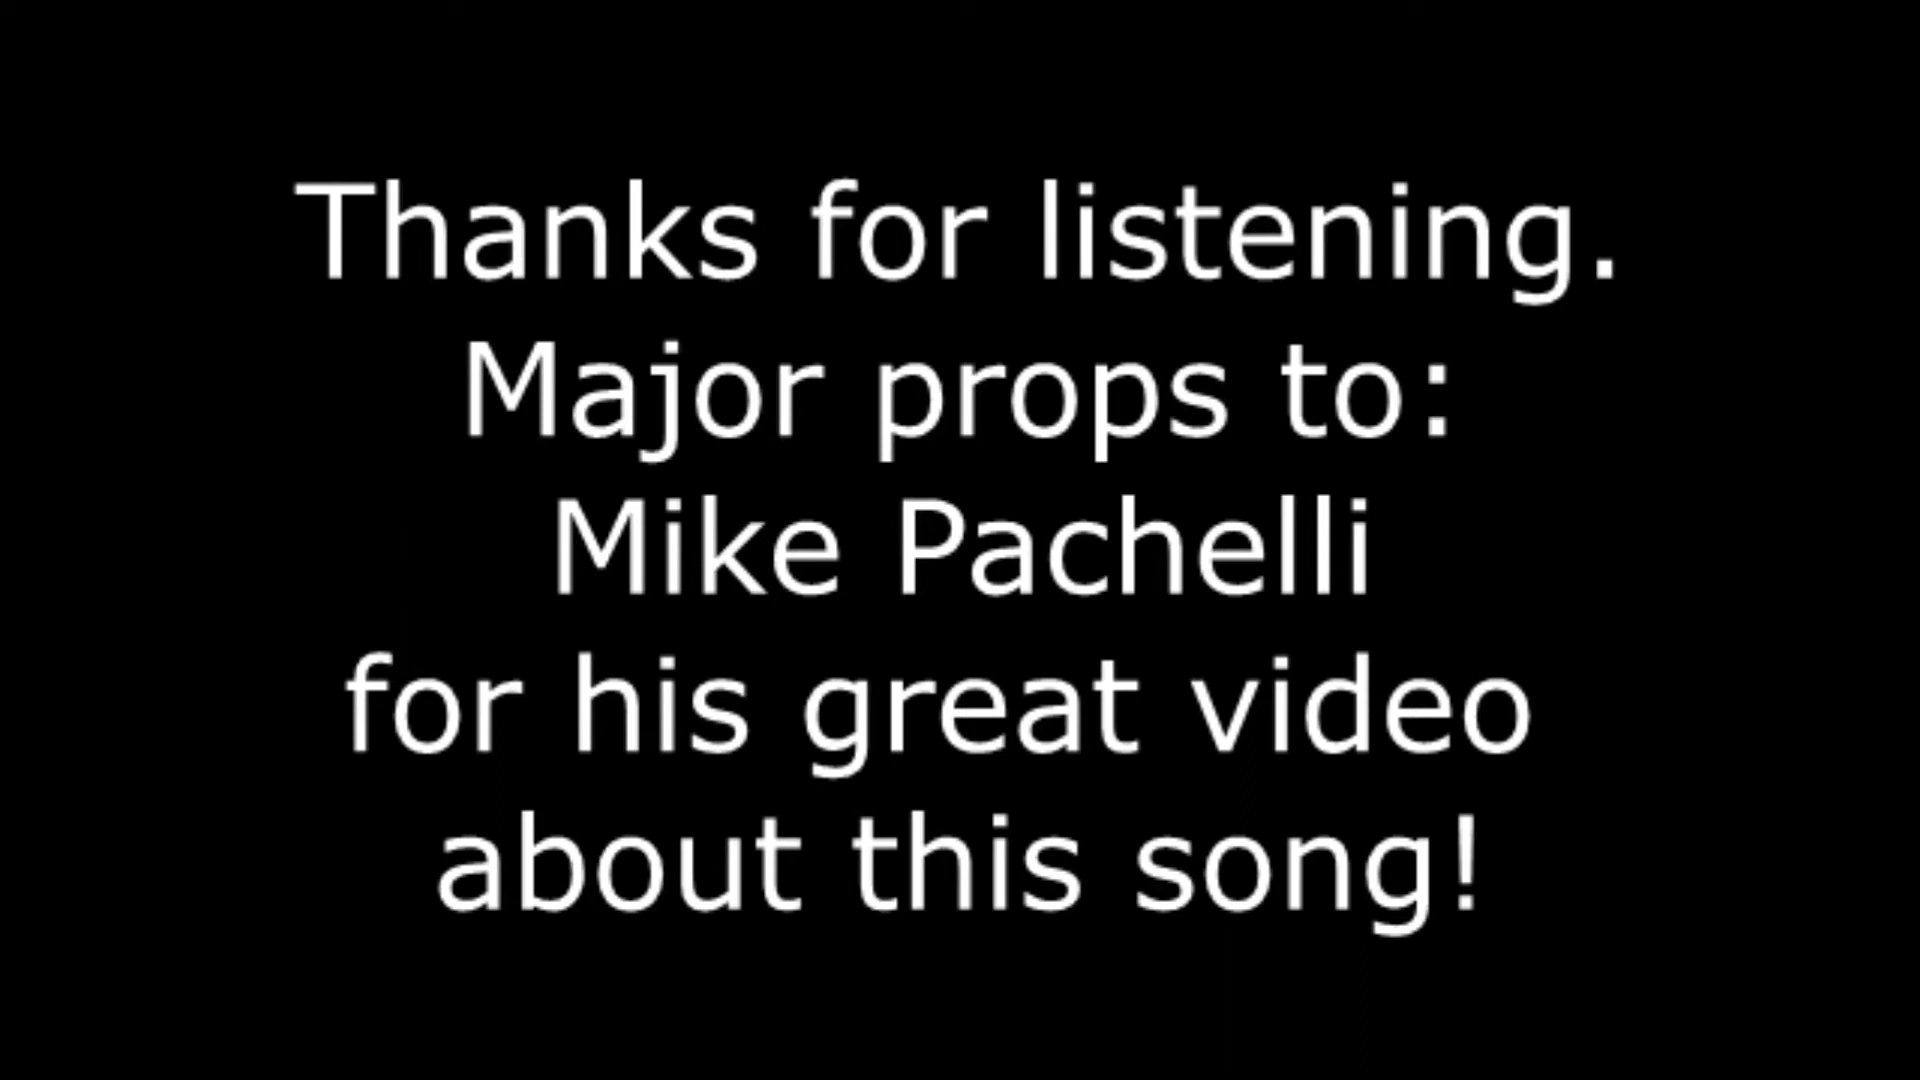 Thanks for listening.
Major props to:
Mike Pachelli
for his great video
about this song!